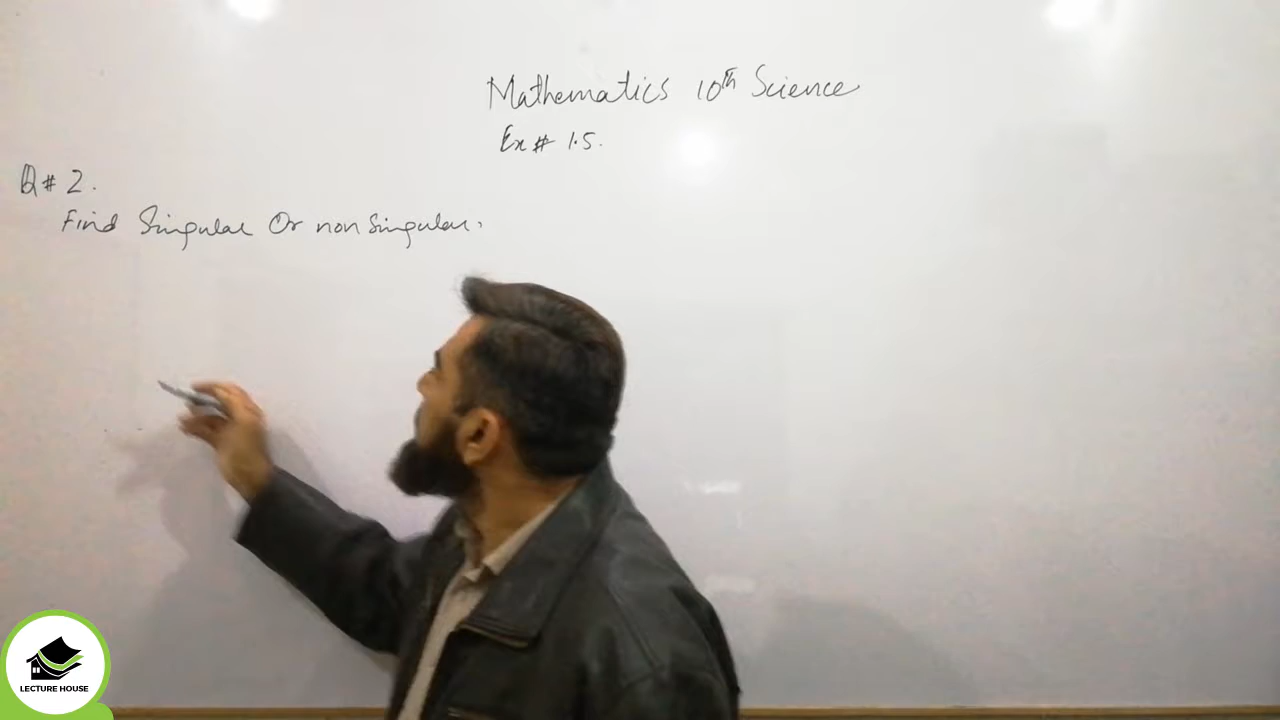 Mathematics 10th Science
Ex # 1.5.
Q# 2.
Find Singular Or non Singular.
LECTURE HOUSE